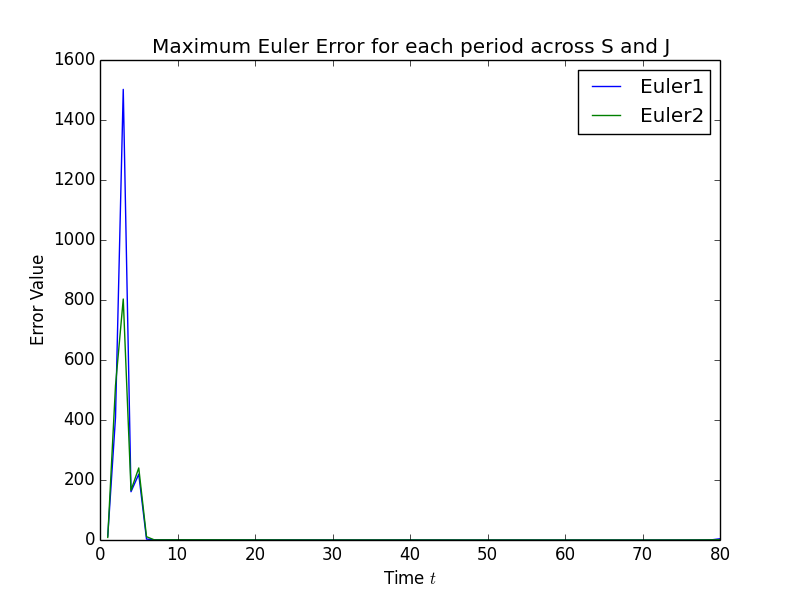 Maximum Euler Error for each period across S and J
1600
1400
1200
1000
800
600
400
200
0
Error Value
Euler1
Euler2
0 10 20 30 40 50 60 70 80
Time t